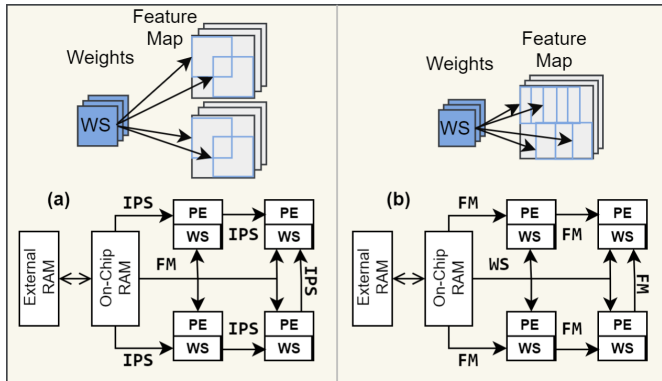 Feature
Map
Weights
WS
(a)
IPS
PE
WS
IPS
PE
WS
External
RAM
On-Chip
RAM
FM
IPS
IPS
PE
WS
IPS
PE
WS
Feature
Map
Weights
WS
(b)
FM
PE
WS
FM
PE
WS
External
RAM
On-Chip
RAM
WS
FM
FM
PE
WS
FM
PE
WS